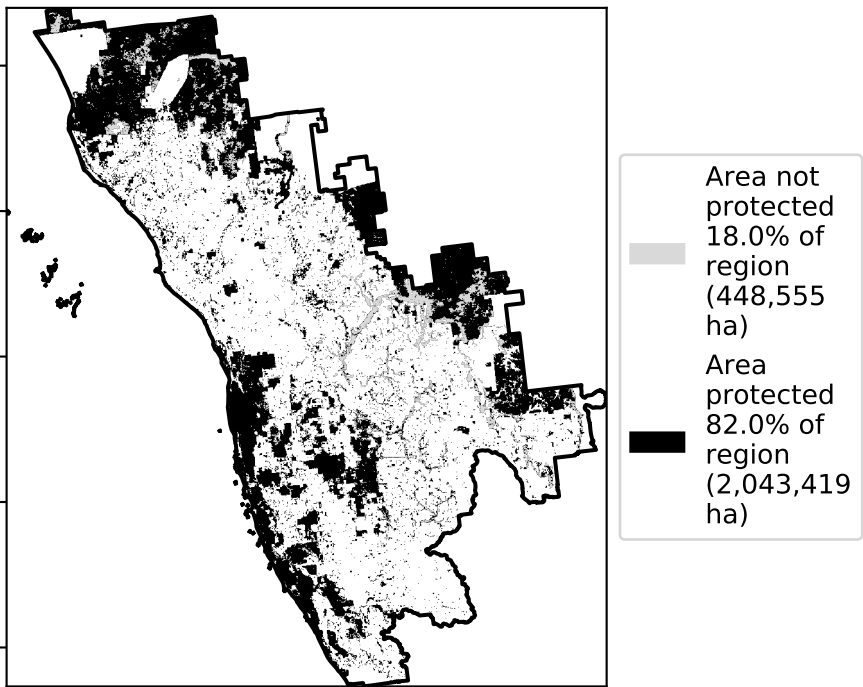 Area not
protected
18.0% of
region
(448,555
ha)
Area
protected
82.0% of
region
(2,043,419
ha)